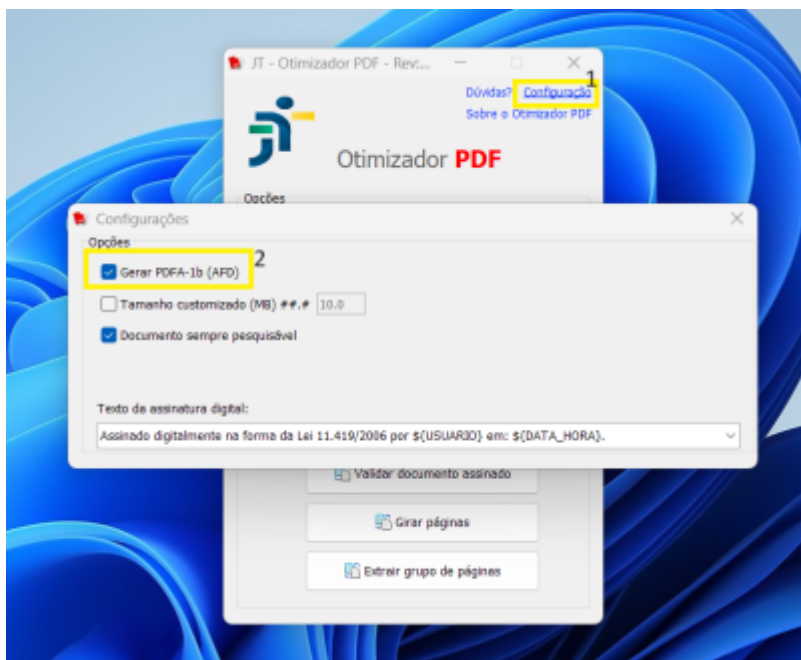 JT - Otimizador PDF - Rev:...
1
Dúvidas? Configuração
Sobre o Otimizador PDF
Otimizador PDF
Opções
Configurações
Opções
2
Gerar PDFA-1b (AFD)
Tamanho customizado (MB) ##.# 10.0
Documento sempre pesquisável
Texto da assinatura digital:
Assinado digitalmente na forma da Lei 11.419/2006 por ${USUARIO} em: ${DATA_HORA}.
Validar documento assinado
Girar páginas
Extrair grupo de páginas